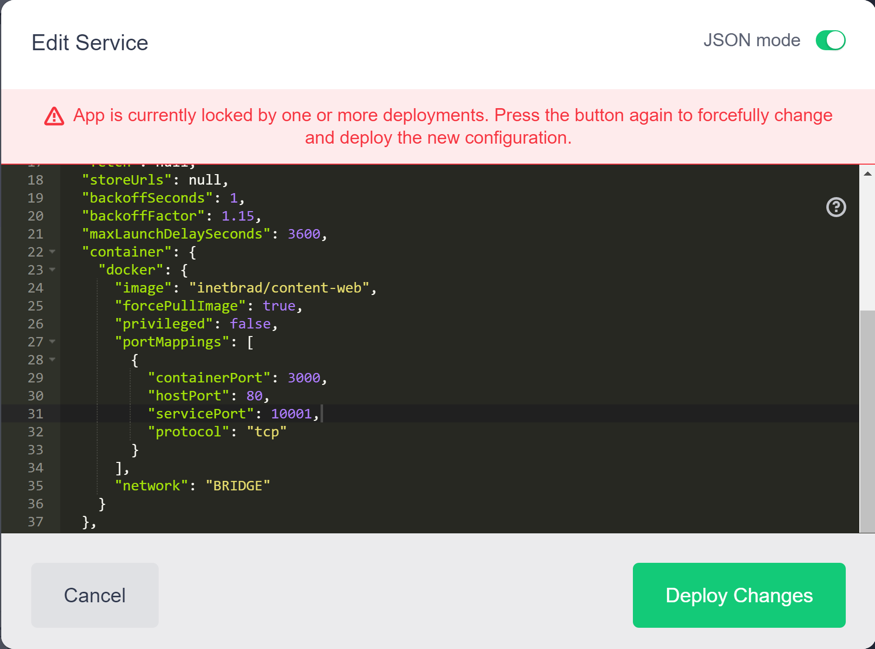 Edit Service
JSON mode
App is currently locked by one or more deployments. Press the button again to forcefully change
and deploy the new configuration.
18 "storeUrls": null,
19 "backoffSeconds": 1,
20 "backoffFactor": 1.15,
21 "maxLaunchDelaySeconds": 3600,
22 "container": {
23 "docker": {
24 "image": "inetbrad/content-web",
25 "forcePullImage": true,
26 "privileged": false,
27 "portMappings": [
28 {
29 "containerPort": 3000,
30 "hostPort": 80,
31 "servicePort": 10001,
32 "protocol": "tcp"
33 }
34 ],
35 "network": "BRIDGE"
36 }
37 },
Cancel
Deploy Changes